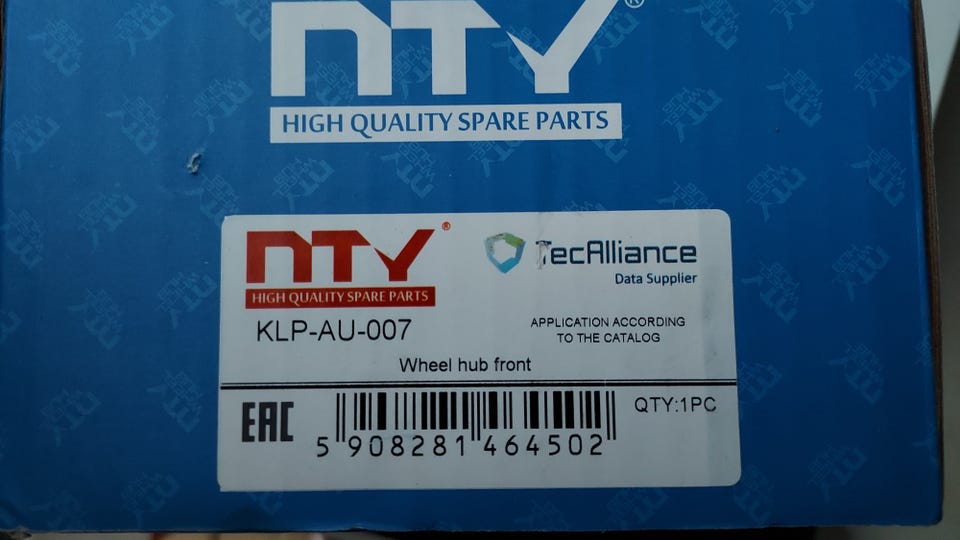 NTY®
HIGH QUALITY SPARE PARTS
NTY®
HIGH QUALITY SPARE PARTS
TecAlliance
Data Supplier
KLP-AU-007
APPLICATION ACCORDING
TO THE CATALOG
Wheel hub front
EAC
QTY:1PC
5 908281 464502